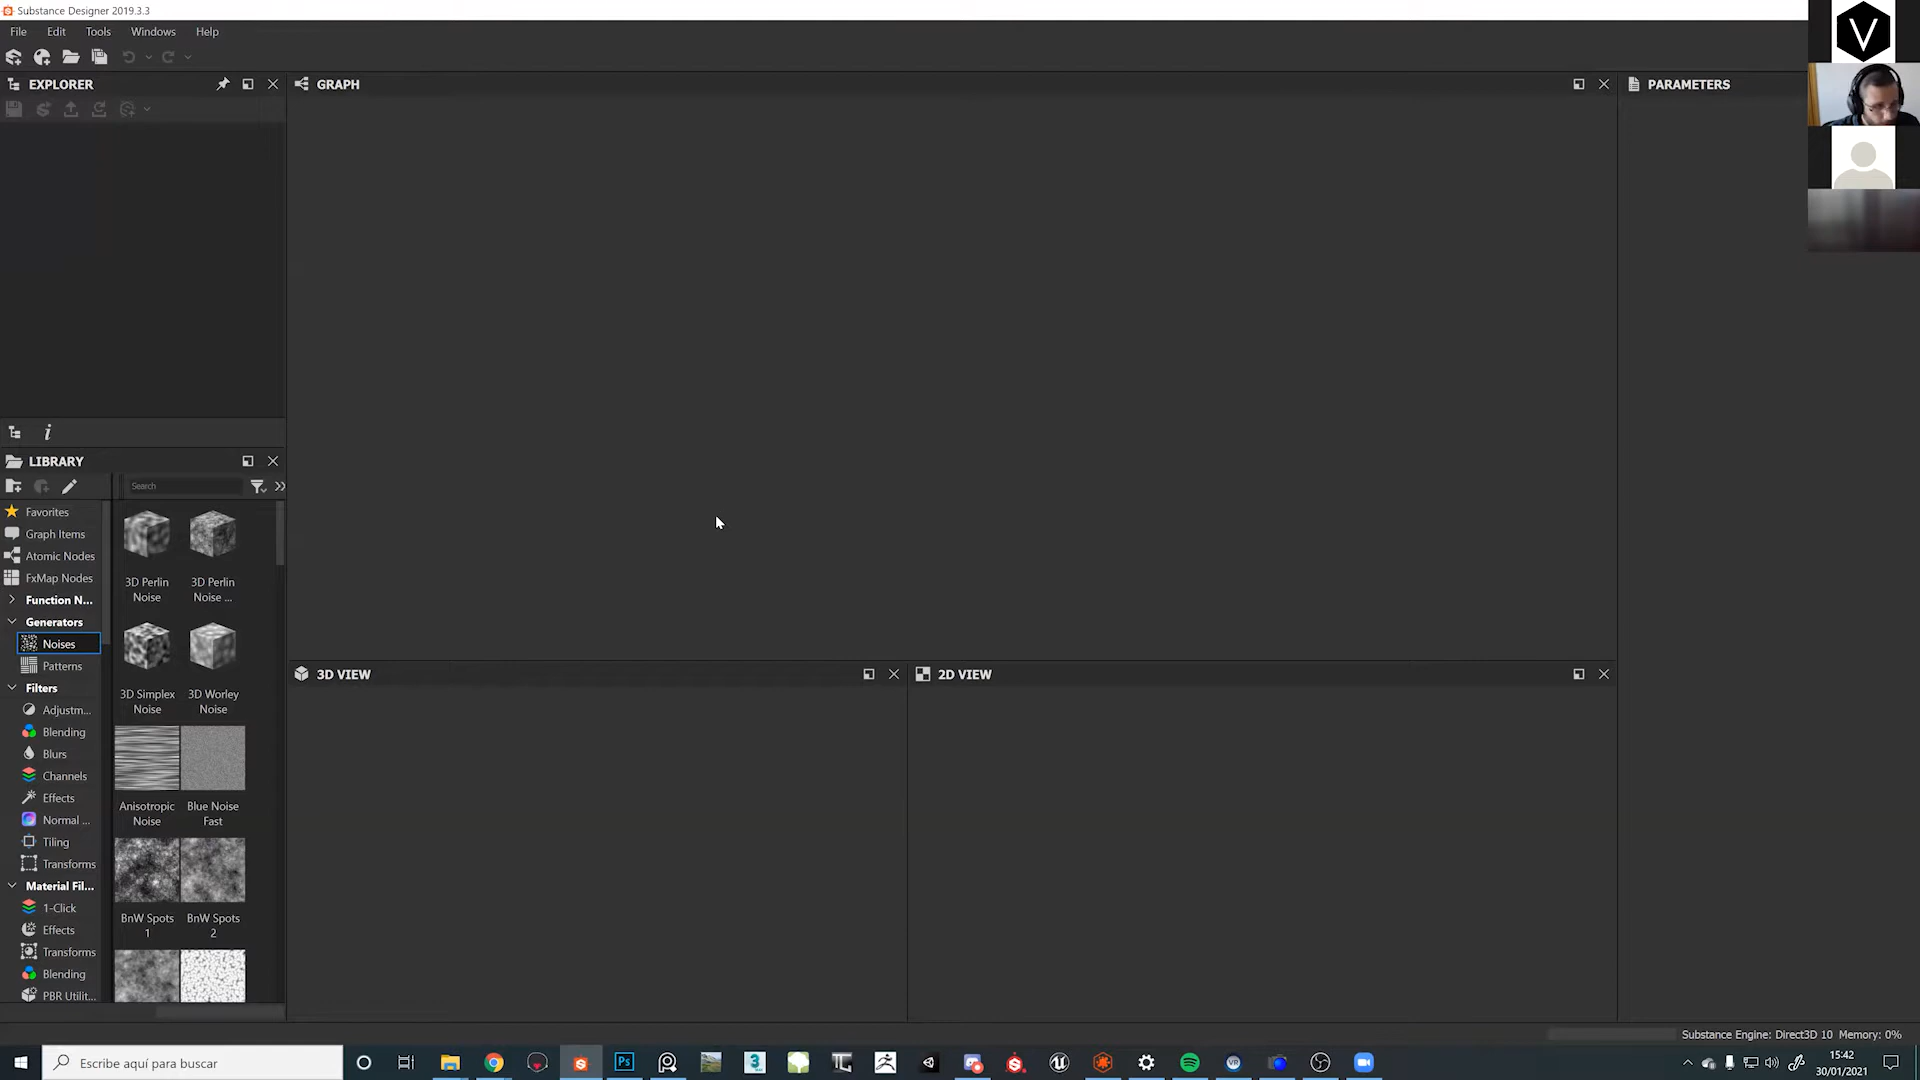 Substance Designer 2019.3.3
File Edit Tools Windows Help
EXPLORER
GRAPH
PARAMETERS
V
i
LIBRARY
Search
Favorites
Graph Items
Atomic Nodes
FxMap Nodes
Function N...
Generators
Noises
Patterns
Filters
Adjustm...
Blending
Blurs
Channels
Effects
Normal ...
Tiling
Transforms
Material Fil...
1-Click
Effects
Transforms
Blending
PBR Utilit...
3D Perlin
Noise
3D Perlin
Noise ...
3D Simplex
Noise
3D Worley
Noise
Anisotropic
Noise
Blue Noise
Fast
BnW Spots
1
BnW Spots
2
3D VIEW
2D VIEW
Substance Engine: Direct3D 10 Memory: 0%
Escribe aquí para buscar
Ps
3
15:42
30/01/2021